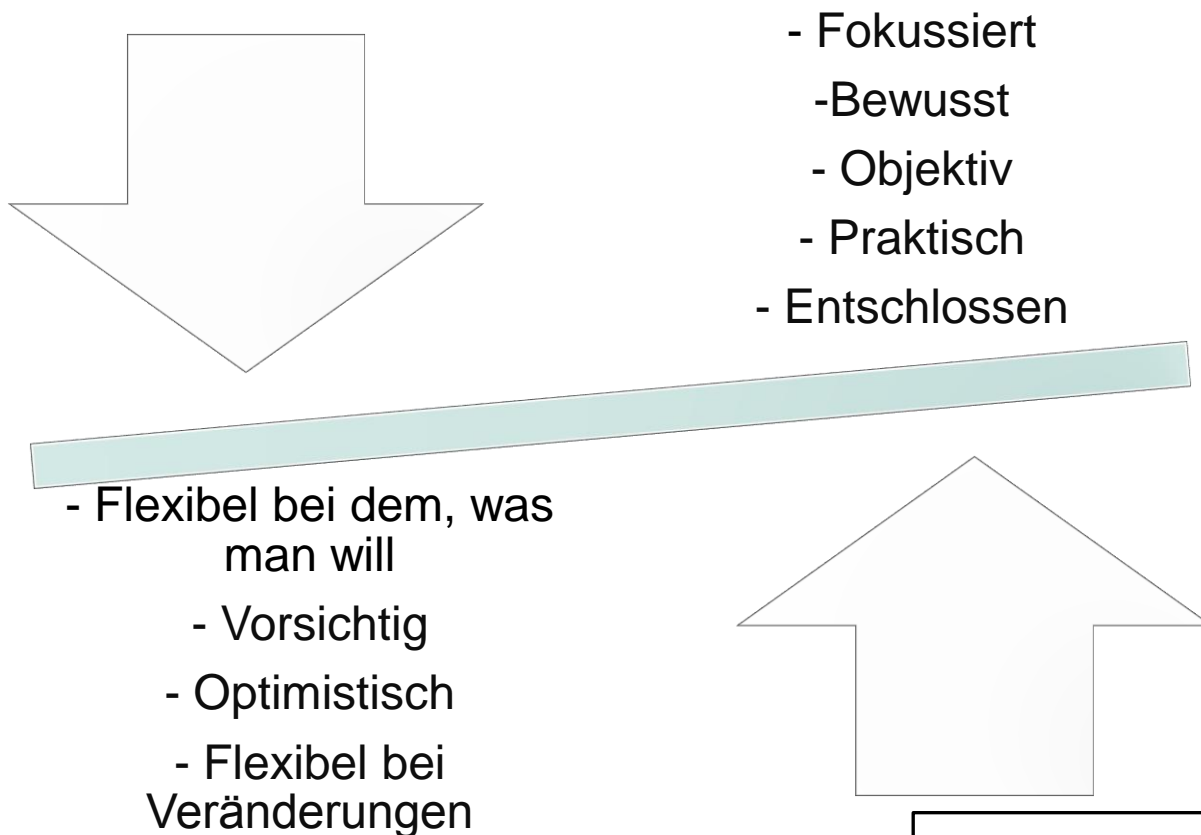 - Fokussiert
-Bewusst
- Objektiv
- Praktisch
- Entschlossen
- Flexibel bei dem, was
man will
- Vorsichtig
- Optimistisch
- Flexibel bei
Veränderungen